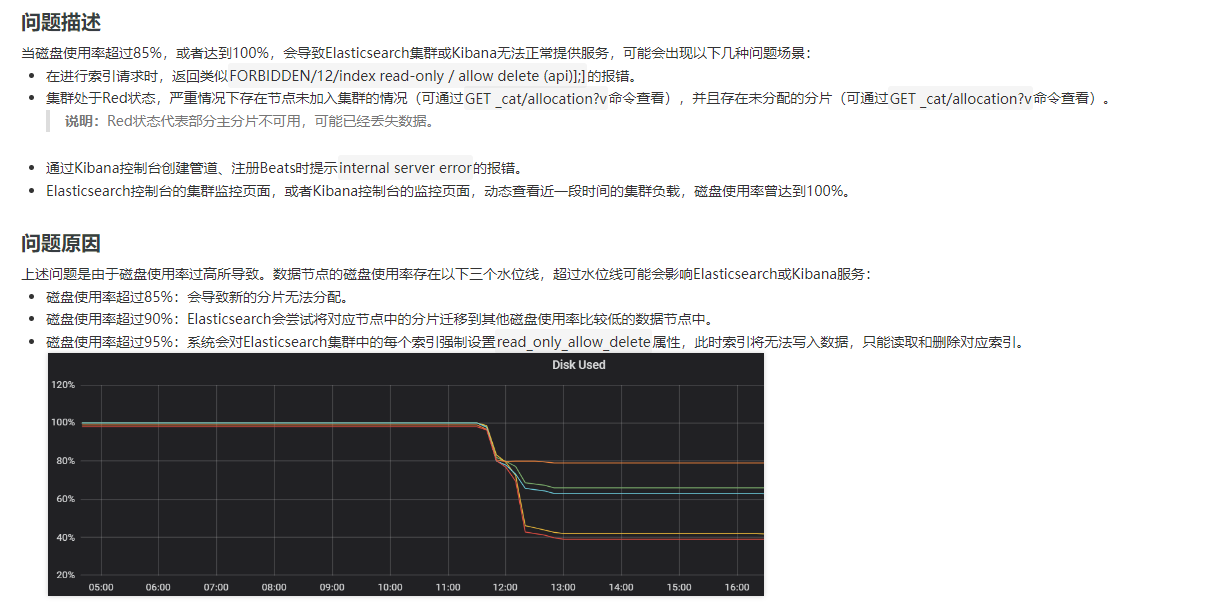 问题描述
当磁盘使用率超过85%，或者达到100%，会导致Elasticsearch集群或Kibana无法正常提供服务，可能会出现以下几种问题场景：
在进行索引请求时，返回类似FORBIDDEN/12/index read-only / allow delete (api)];]的报错。
集群处于Red状态，严重情况下存在节点未加入集群的情况（可通过GET _cat/allocation?v命令查看），并且存在未分配的分片（可通过GET _cat/allocation?v命令查看）。
说明：Red状态代表部分主分片不可用，可能已经丢失数据。
通过Kibana控制台创建管道、注册Beats时提示internal server error的报错。
Elasticsearch控制台的集群监控页面，或者Kibana控制台的监控页面，动态查看近一段时间的集群负载，磁盘使用率曾达到100%。
问题原因
上述问题是由于磁盘使用率过高所导致。数据节点的磁盘使用率存在以下三个水位线，超过水位线可能会影响Elasticsearch或Kibana服务：
磁盘使用率超过85%：会导致新的分片无法分配。
磁盘使用率超过90%：Elasticsearch会尝试将对应节点中的分片迁移到其他磁盘使用率比较低的数据节点中。
磁盘使用率超过95%：系统会对Elasticsearch集群中的每个索引强制设置read_only_allow_delete属性，此时索引将无法写入数据，只能读取和删除对应索引。
Disk Used
120%
100%
80%
60%
40%
20%
05:00 06:00 07:00 08:00 09:00 10:00 11:00 12:00 13:00 14:00 15:00 16:00